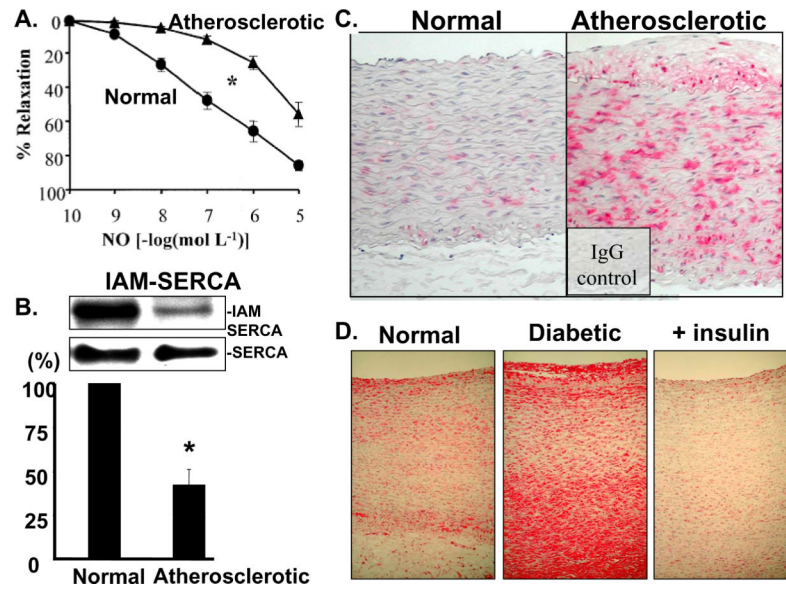 A.
Atherosclerotic
Normal
*
% Relaxation
0
20
40
60
80
100
10 9 8 7 6 5
NO [-log(mol L⁻¹)]
B.
IAM-SERCA
-IAM
SERCA
-SERCA
(%)
100
75
50
25
0
*
Normal Atherosclerotic
C.
Normal Atherosclerotic
IgG
control
D.
Normal Diabetic + insulin